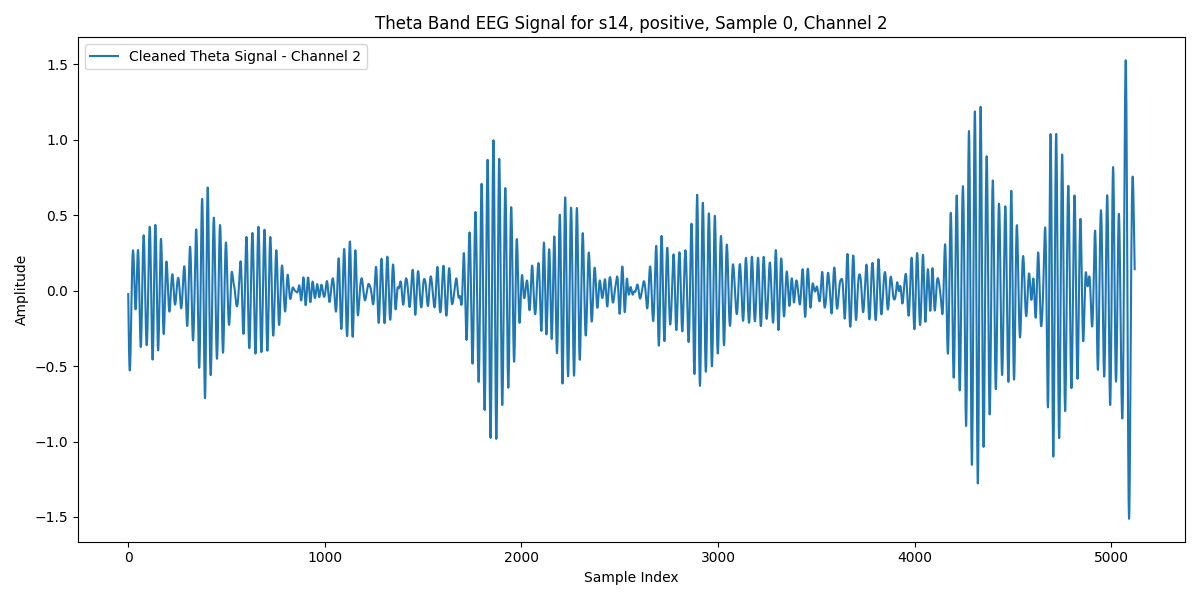 Theta Band EEG Signal for s14, positive, Sample 0, Channel 2
Cleaned Theta Signal - Channel 2
1.5
1.0
0.5
0.0
−0.5
−1.0
−1.5
Amplitude
0 1000 2000 3000 4000 5000
Sample Index